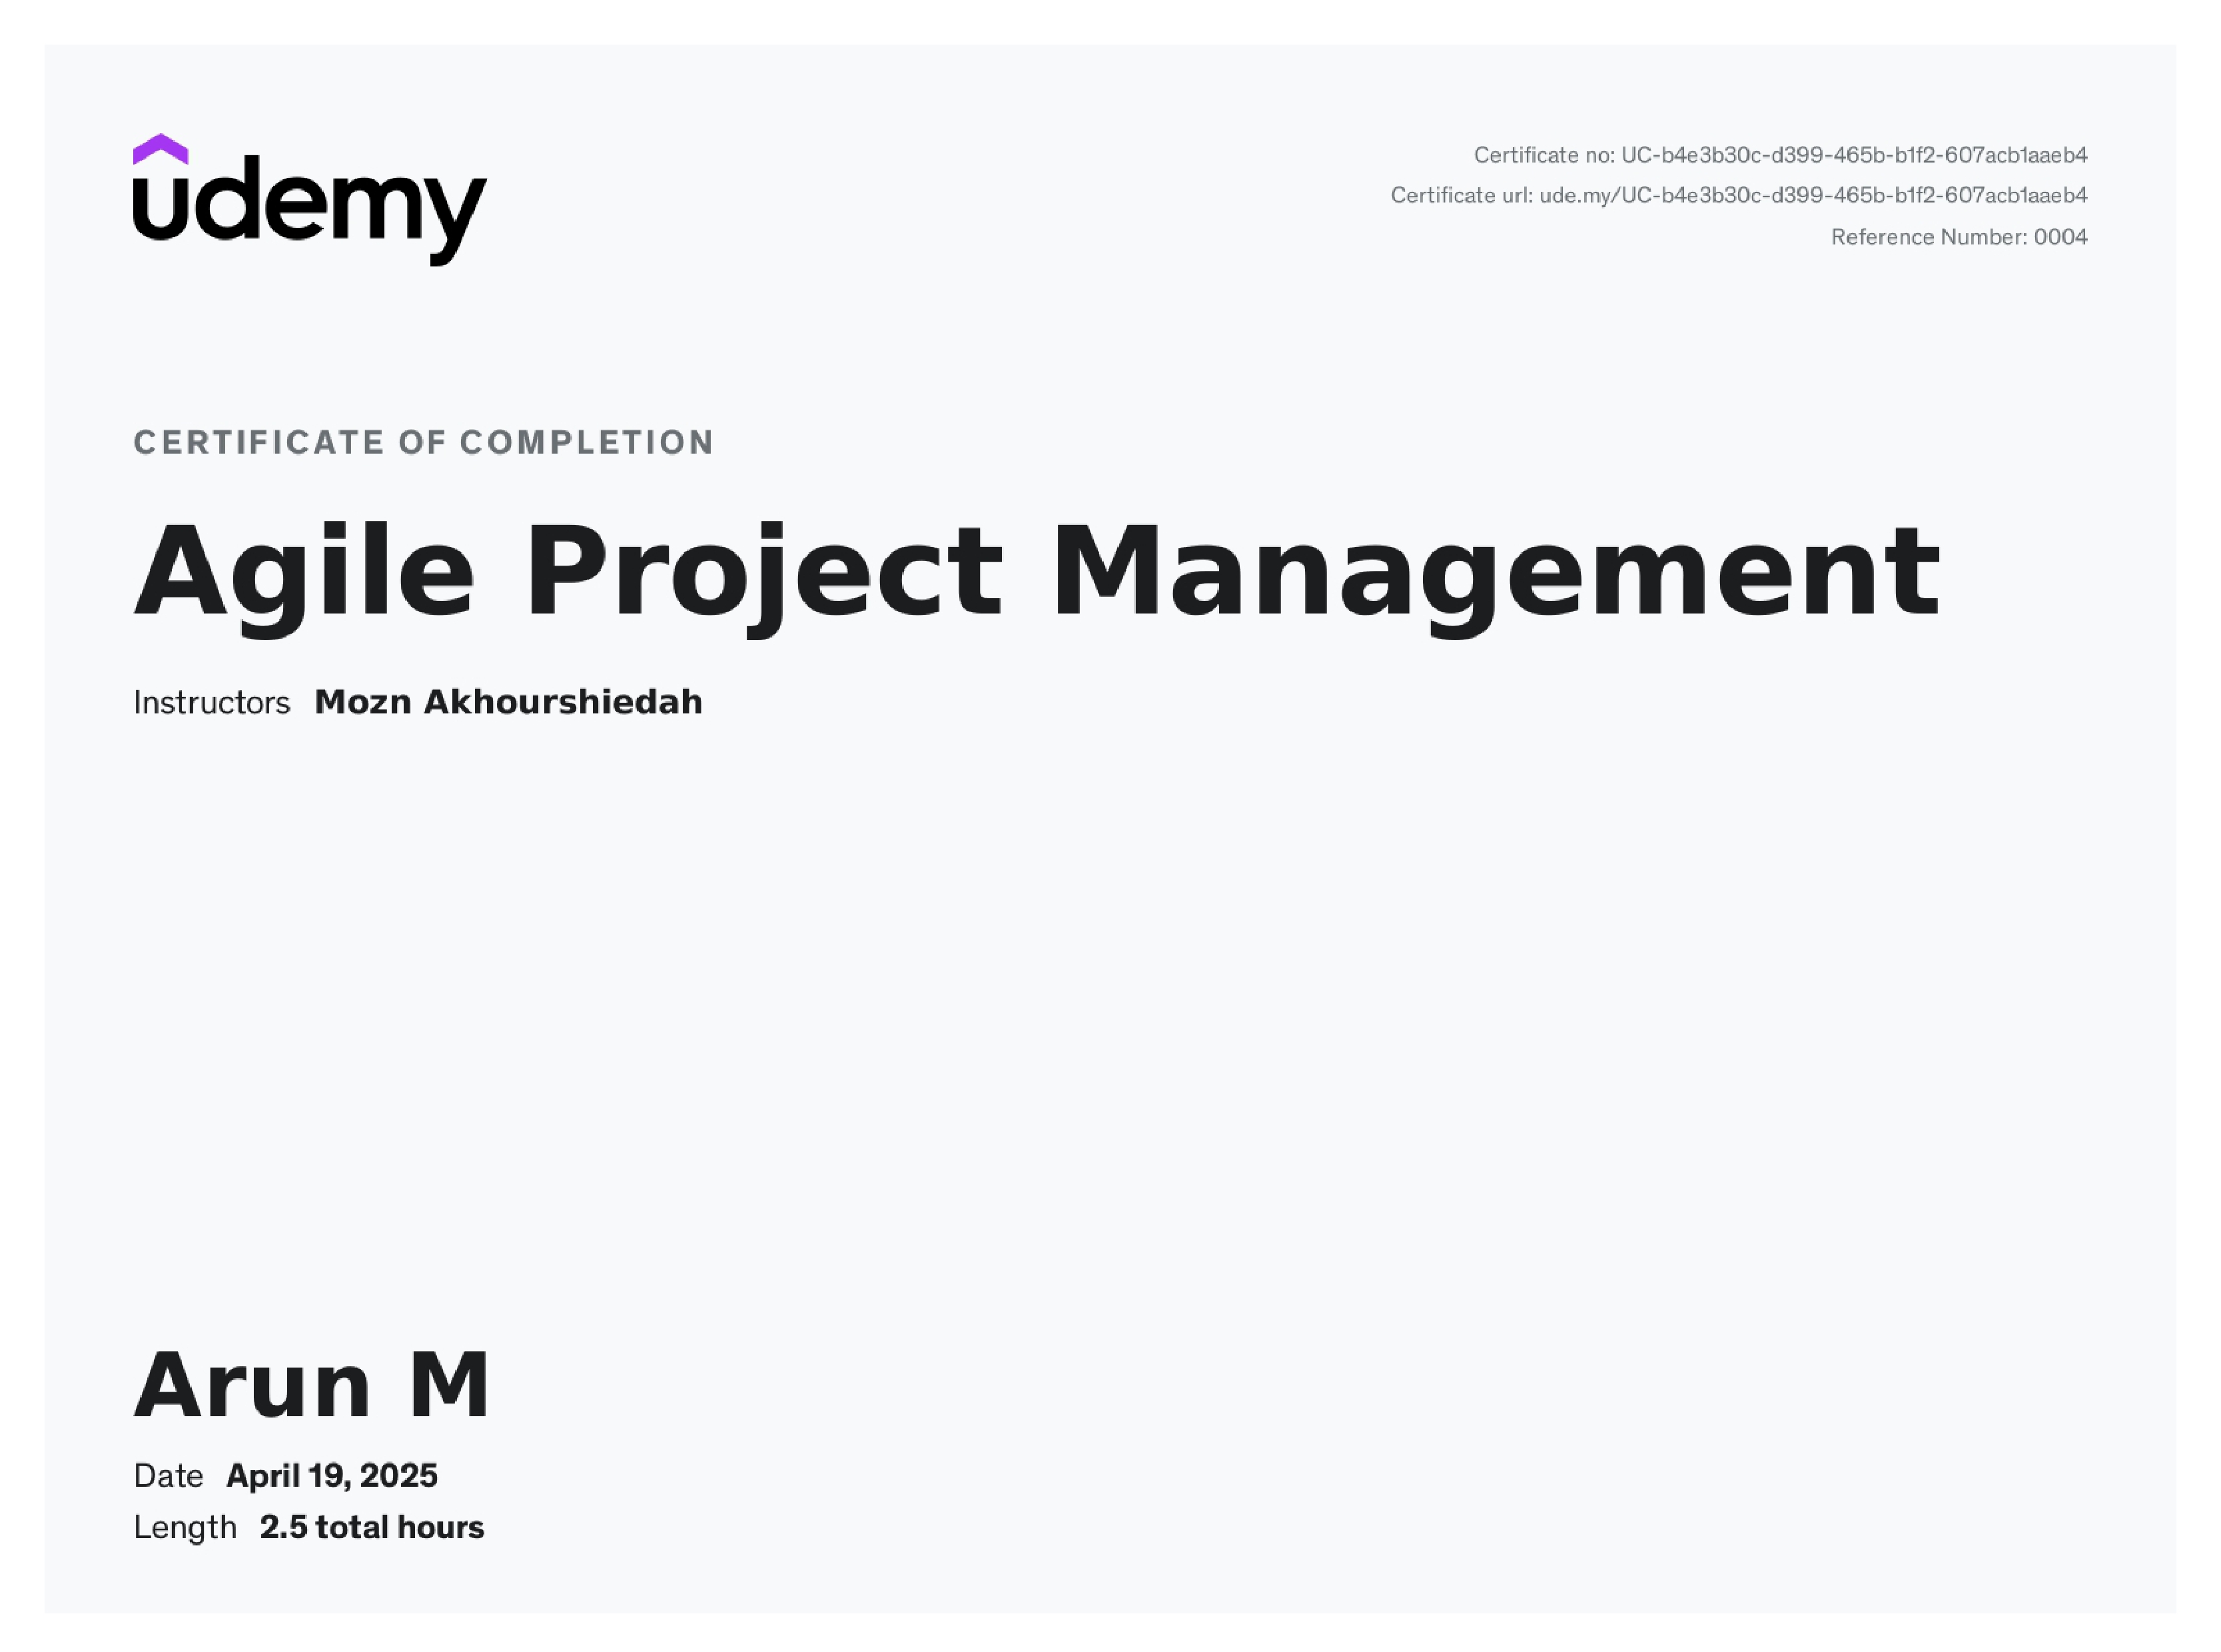 udemy
Certificate no: UC-b4e3b30c-d399-465b-b1f2-607acb1aaeb4
Certificate url: ude.my/UC-b4e3b30c-d399-465b-b1f2-607acb1aaeb4
Reference Number: 0004
CERTIFICATE OF COMPLETION
Agile Project Management
Instructors Mozn Akhourshiedah
Arun M
Date April 19, 2025
Length 2.5 total hours